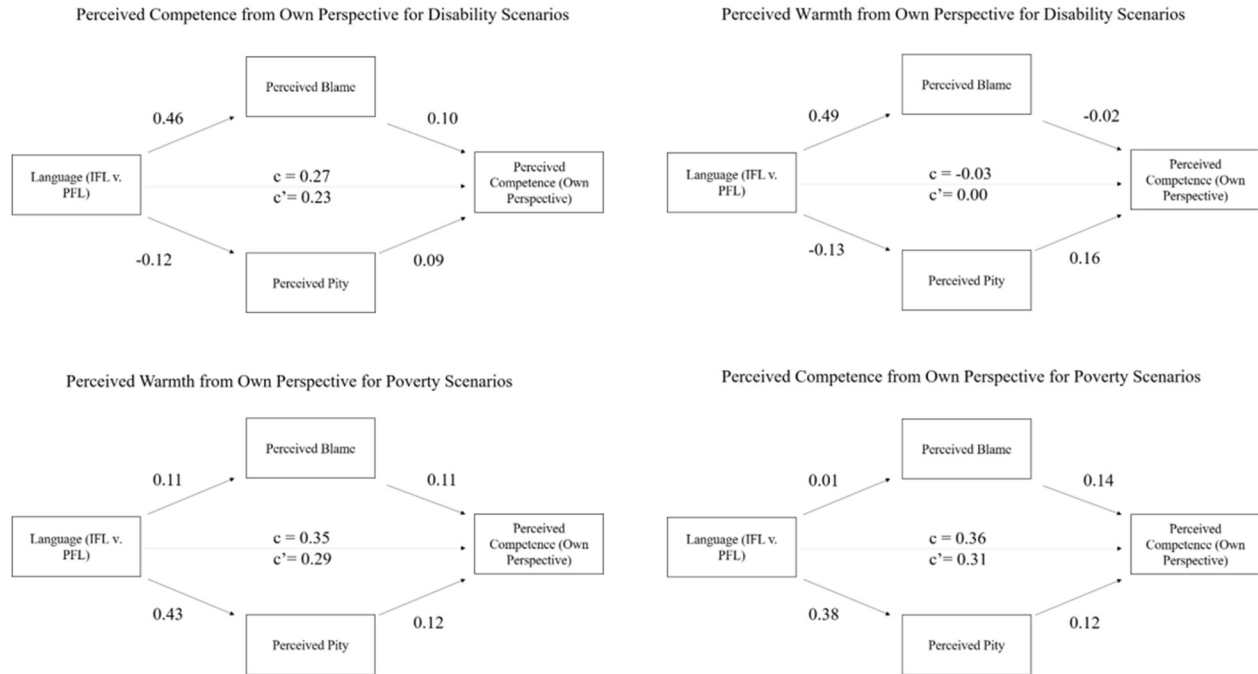 Perceived Competence from Own Perspective for Disability Scenarios
Perceived Blame
0.46
0.10
Language (IFL v.
PFL)
c = 0.27
c’= 0.23
Perceived
Competence (Own
Perspective)
-0.12
0.09
Perceived Pity
Perceived Warmth from Own Perspective for Disability Scenarios
Perceived Blame
0.49
-0.02
Language (IFL v.
PFL)
c = -0.03
c’= 0.00
Perceived
Competence (Own
Perspective)
-0.13
0.16
Perceived Pity
Perceived Warmth from Own Perspective for Poverty Scenarios
Perceived Blame
0.11
0.11
Language (IFL v.
PFL)
c = 0.35
c’= 0.29
Perceived
Competence (Own
Perspective)
0.43
0.12
Perceived Pity
Perceived Competence from Own Perspective for Poverty Scenarios
Perceived Blame
0.01
0.14
Language (IFL v.
PFL)
c = 0.36
c’= 0.31
Perceived
Competence (Own
Perspective)
0.38
0.12
Perceived Pity